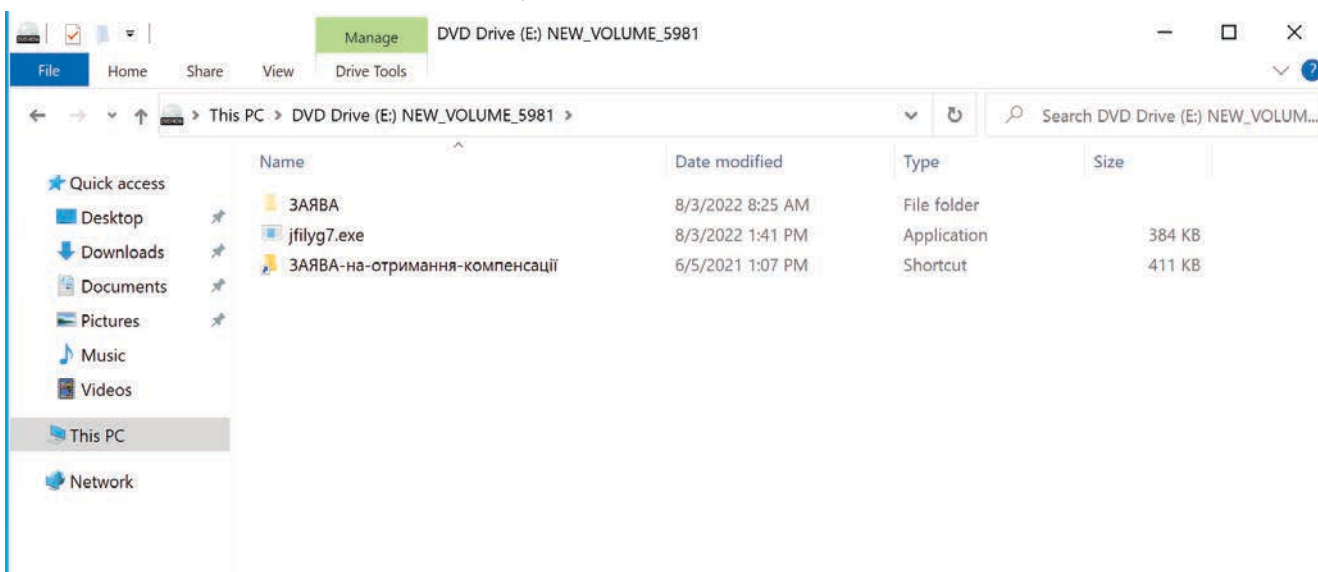 Manage DVD Drive (E:) NEW_VOLUME_5981
File Home Share View Drive Tools
This PC > DVD Drive (E:) NEW_VOLUME_5981 > Search DVD Drive (E:) NEW_VOLUM...
Name Date modified Type Size
Quick access
Desktop
Downloads
Documents
Pictures
Music
Videos
This PC
Network
ЗАЯВА 8/3/2022 8:25 AM File folder
jfilyg7.exe 8/3/2022 1:41 PM Application 384 KB
ЗАЯВА-на-отримання-компенсації 6/5/2021 1:07 PM Shortcut 411 KB